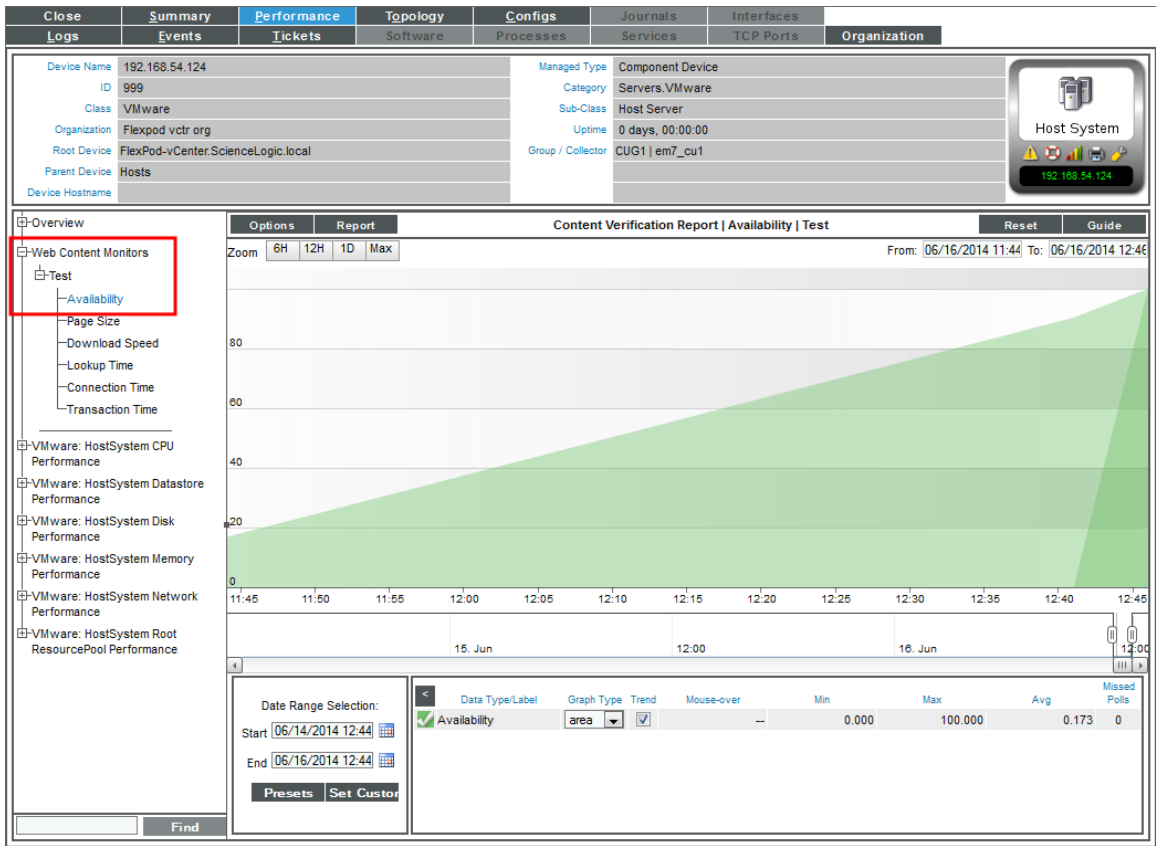 Close Summary Performance Topology Configs Journals Interfaces
Logs Events Tickets Software Processes Services TCP Ports Organization
Device Name 192.168.54.124 Managed Type Component Device
ID 999 Category Servers.VMware
Class VMware Sub-Class Host Server
Organization Flexpod vctr org Uptime 0 days, 00:00:00
Root Device FlexPod-vCenter.ScienceLogic.local Group / Collector CUG1 | em7_cu1
Parent Device Hosts
Device Hostname
Host System
192.168.54.124
Overview
Web Content Monitors
Test
Availability
Page Size
Download Speed
Lookup Time
Connection Time
Transaction Time
VMware: HostSystem CPU
Performance
VMware: HostSystem Datastore
Performance
VMware: HostSystem Disk
Performance
VMware: HostSystem Memory
Performance
VMware: HostSystem Network
Performance
VMware: HostSystem Root
ResourcePool Performance
Find
Options Report Content Verification Report | Availability | Test Reset Guide
Zoom 6H 12H 1D Max From: 06/16/2014 11:44 To: 06/16/2014 12:46
80
60
40
20
0
11:45 11:50 11:55 12:00 12:05 12:10 12:15 12:20 12:25 12:30 12:35 12:40 12:45
15. Jun 12:00 16. Jun 12:00
Date Range Selection:
Start 06/14/2014 12:44
End 06/16/2014 12:44
Presets Set Custor
< Data Type/Label Graph Type Trend Mouse-over Min Max Avg Missed
Polls
Availability area -- 0.000 100.000 0.173 0